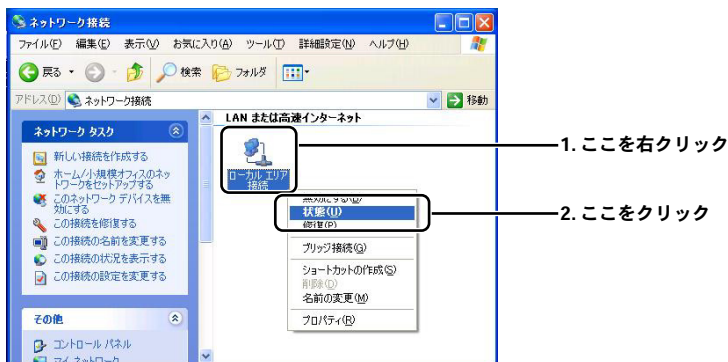 ネットワーク接続
ファイル(F) 編集(E) 表示(V) お気に入り(A) ツール(T) 詳細設定(N) ヘルプ(H)
戻る 検索 フォルダ
アドレス(D) ネットワーク接続 移動
ネットワーク タスク
新しい接続を作成する
ホーム/小規模オフィスのネッ
トワークをセットアップする
このネットワーク デバイスを無
効にする
この接続を修復する
この接続の名前を変更する
この接続の状況を表示する
この接続の設定を変更する
その他
コントロール パネル
マイ ネットワーク
LAN または高速インターネット
ローカル エリア
接続
無効にする(B)
状態(U)
修復(P)
ブリッジ接続(G)
ショートカットの作成(S)
削除(D)
名前の変更(M)
プロパティ(R)
1. ここを右クリック
2. ここをクリック